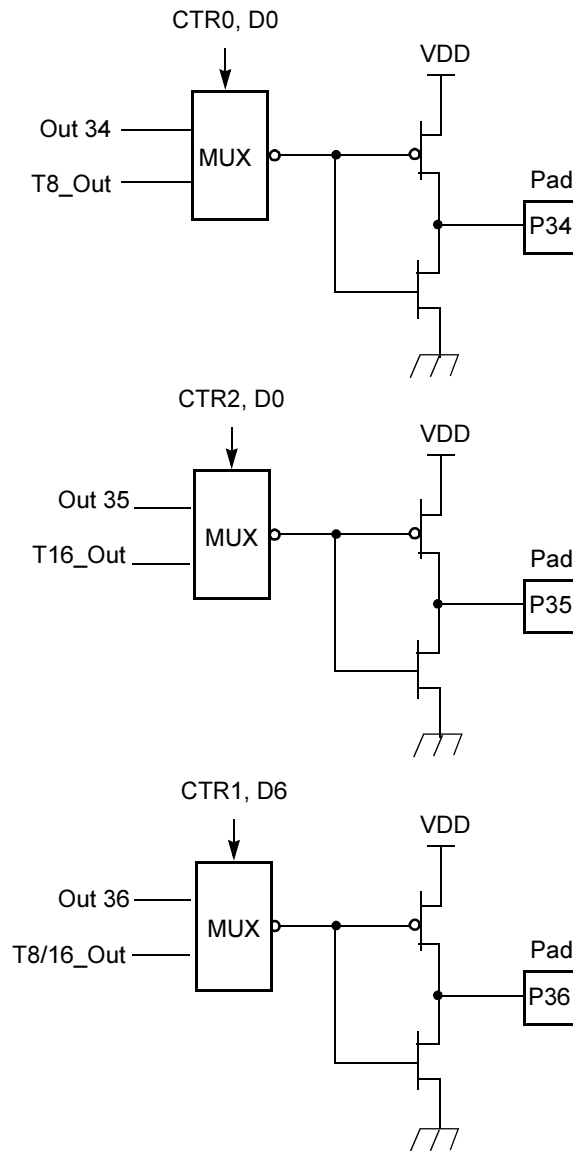 CTR0, D0
VDD
Out 34
MUX
T8_Out
Pad
P34
CTR2, D0
VDD
Out 35
MUX
T16_Out
Pad
P35
CTR1, D6
VDD
Out 36
MUX
T8/16_Out
Pad
P36